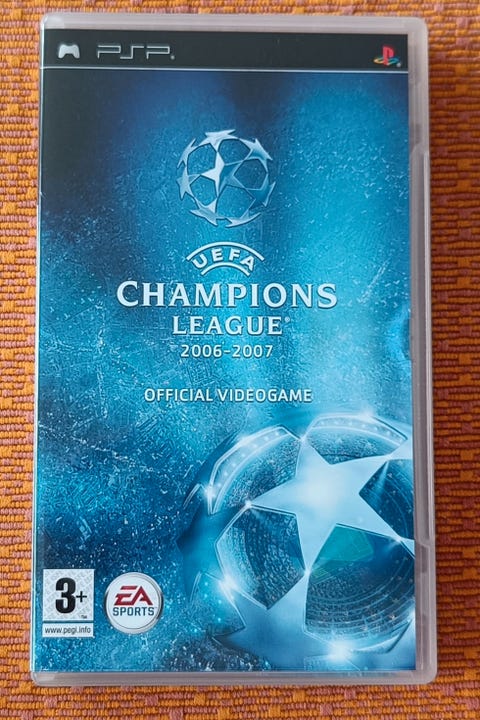 PSP
UEFA
CHAMPIONS
LEAGUE®
2006-2007
OFFICIAL VIDEOGAME
3+
www.pegi.info
EA
SPORTS